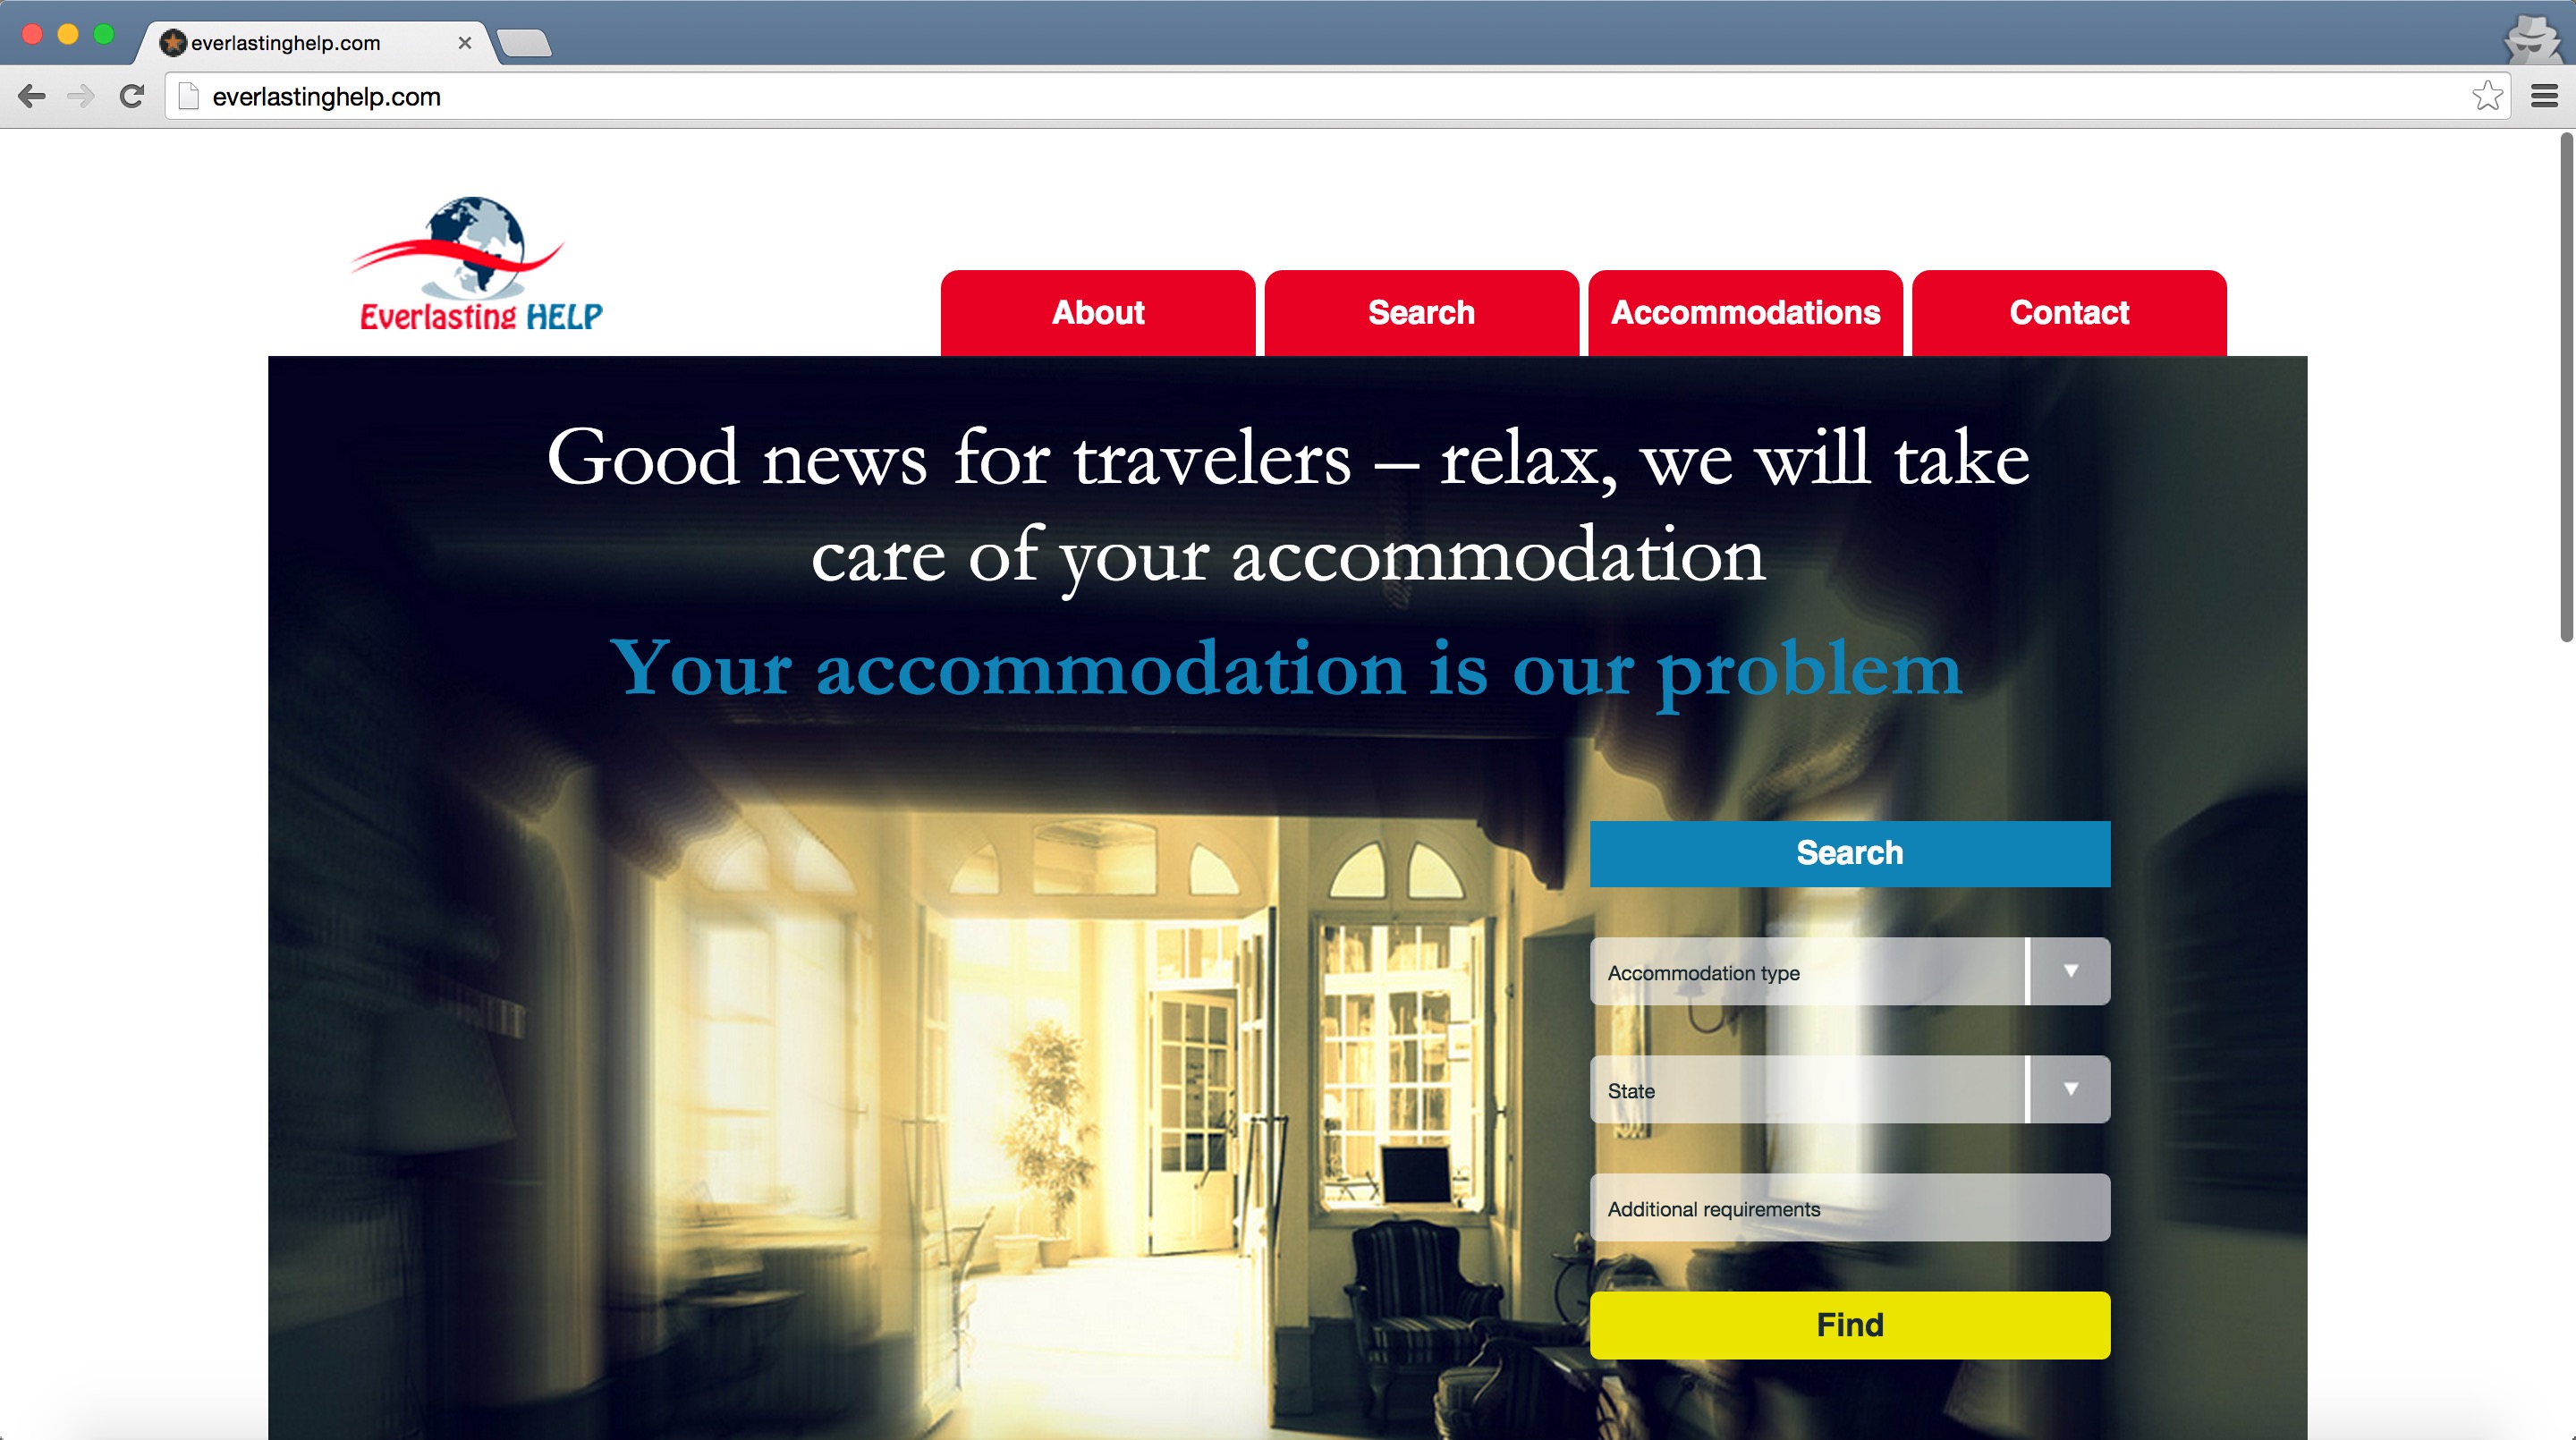 everlastinghelp.com
everlastinghelp.com
Everlasting HELP
About
Search
Accommodations
Contact
Good news for travelers – relax, we will take
care of your accommodation
Your accommodation is our problem
Search
Accommodation type
State
Additional requirements
Find